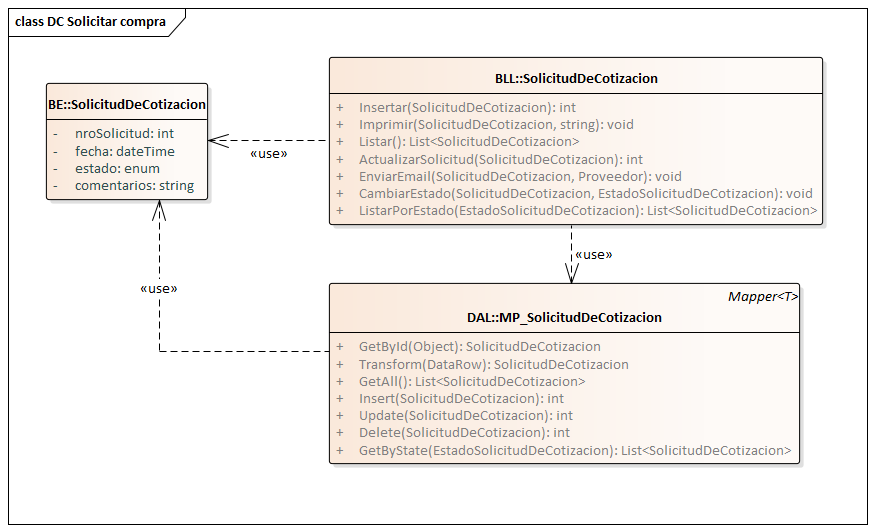 class DC Solicitar compra
BE::SolicitudDeCotizacion
- nroSolicitud: int
- fecha: dateTime
- estado: enum
- comentarios: string
BLL::SolicitudDeCotizacion
+ Insertar(SolicitudDeCotizacion): int
+ Imprimir(SolicitudDeCotizacion, string): void
+ Listar(): List<SolicitudDeCotizacion>
+ ActualizarSolicitud(SolicitudDeCotizacion): int
+ EnviarEmail(SolicitudDeCotizacion, Proveedor): void
+ CambiarEstado(SolicitudDeCotizacion, EstadoSolicitudDeCotizacion): void
+ ListarPorEstado(EstadoSolicitudDeCotizacion): List<SolicitudDeCotizacion>
«use»
«use»
«use»
Mapper<T>
DAL::MP_SolicitudDeCotizacion
+ GetById(Object): SolicitudDeCotizacion
+ Transform(DataRow): SolicitudDeCotizacion
+ GetAll(): List<SolicitudDeCotizacion>
+ Insert(SolicitudDeCotizacion): int
+ Update(SolicitudDeCotizacion): int
+ Delete(SolicitudDeCotizacion): int
+ GetByState(EstadoSolicitudDeCotizacion): List<SolicitudDeCotizacion>